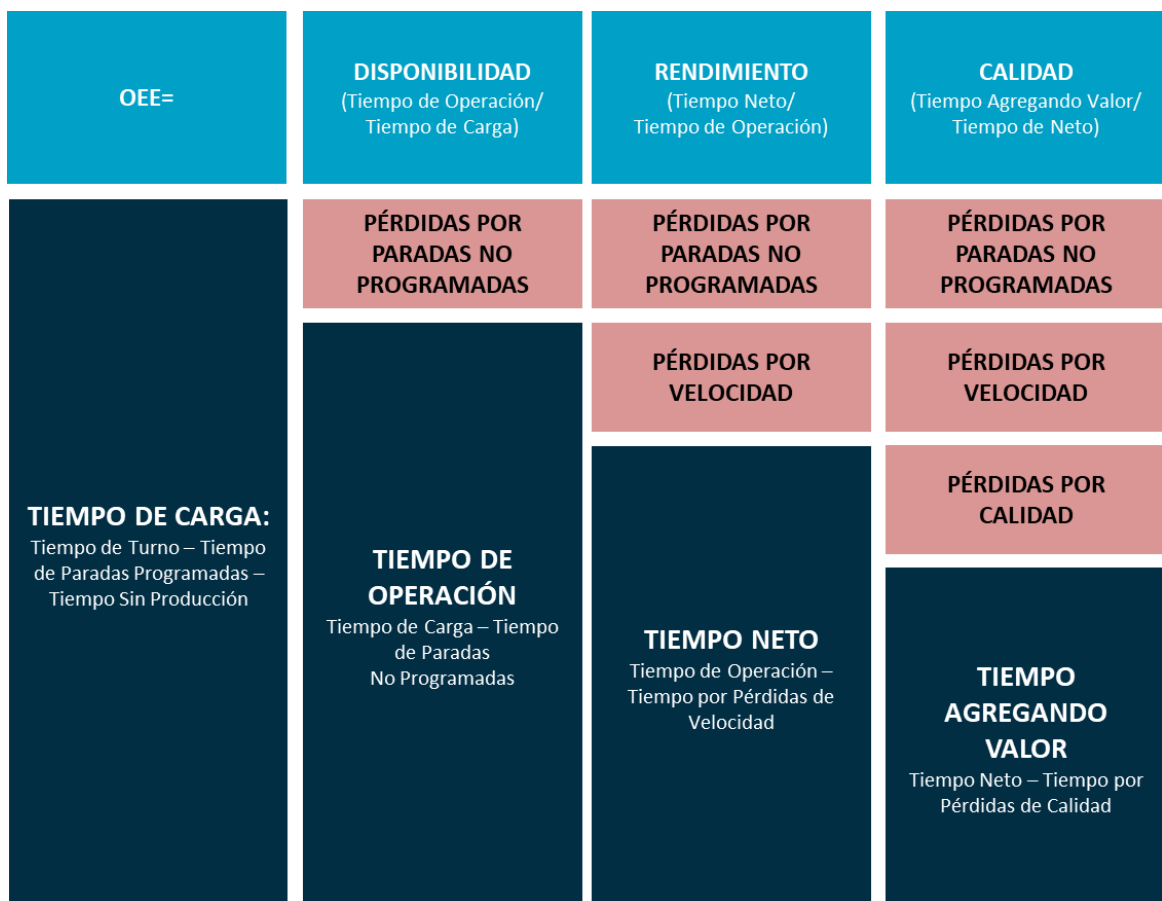 OEE=
DISPONIBILIDAD
(Tiempo de Operación/
Tiempo de Carga)
RENDIMIENTO
(Tiempo Neto/
Tiempo de Operación)
CALIDAD
(Tiempo Agregando Valor/
Tiempo de Neto)
TIEMPO DE CARGA:
Tiempo de Turno – Tiempo
de Paradas Programadas –
Tiempo Sin Producción
PÉRDIDAS POR
PARADAS NO
PROGRAMADAS
TIEMPO DE
OPERACIÓN
Tiempo de Carga – Tiempo
de Paradas
No Programadas
PÉRDIDAS POR
PARADAS NO
PROGRAMADAS
PÉRDIDAS POR
VELOCIDAD
TIEMPO NETO
Tiempo de Operación –
Tiempo por Pérdidas de
Velocidad
PÉRDIDAS POR
PARADAS NO
PROGRAMADAS
PÉRDIDAS POR
VELOCIDAD
PÉRDIDAS POR
CALIDAD
TIEMPO
AGREGANDO
VALOR
Tiempo Neto – Tiempo por
Pérdidas de Calidad